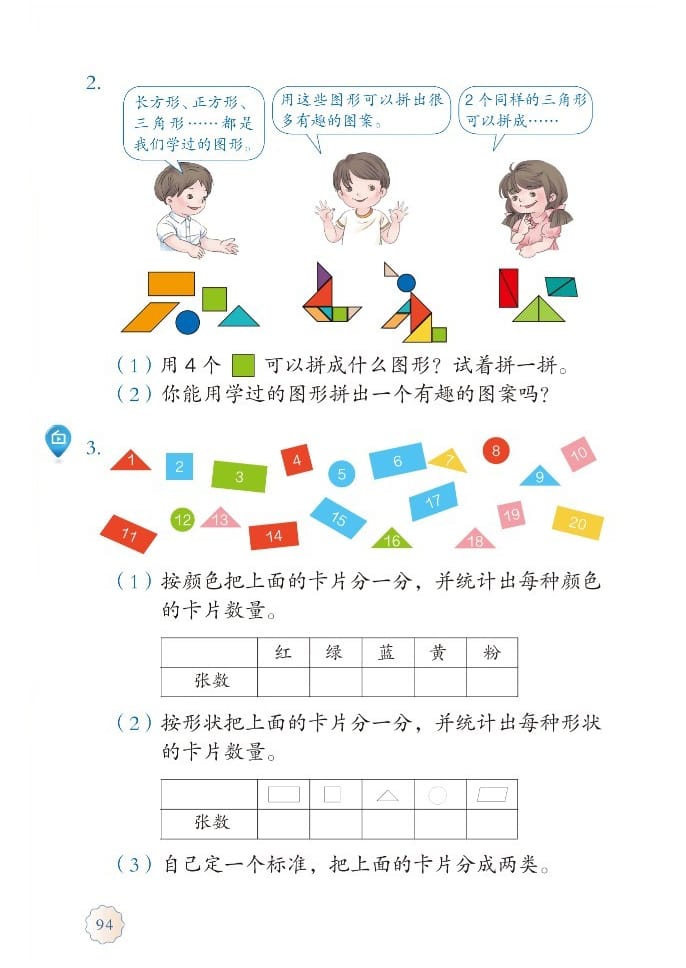 2.
长方形、正方形、
三角形……都是
我们学过的图形。
用这些图形可以拼出很
多有趣的图案。
2个同样的三角形
可以拼成……
（1）用4个 可以拼成什么图形？试着拼一拼。
（2）你能用学过的图形拼出一个有趣的图案吗？
3.
1 2 3 4 5 6 7 8 9 10
11 12 13 14 15 16 17 18 19 20
（1）按颜色把上面的卡片分一分，并统计出每种颜色
的卡片数量。
红 绿 蓝 黄 粉
张数
（2）按形状把上面的卡片分一分，并统计出每种形状
的卡片数量。
张数
（3）自己定一个标准，把上面的卡片分成两类。
94